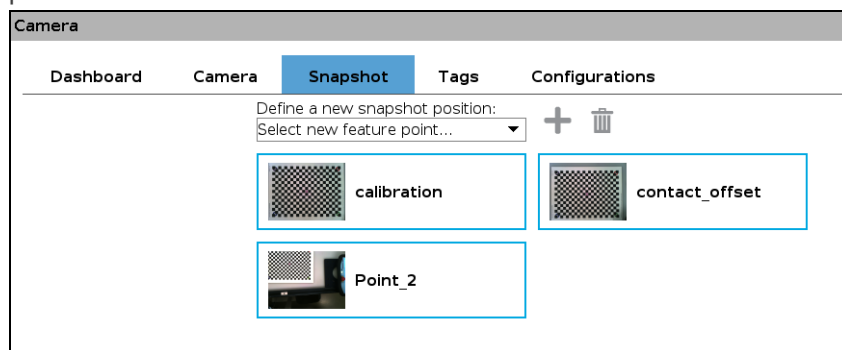 Camera
Dashboard Camera Snapshot Tags Configurations
Define a new snapshot position:
Select new feature point...
calibration contact_offset
Point_2